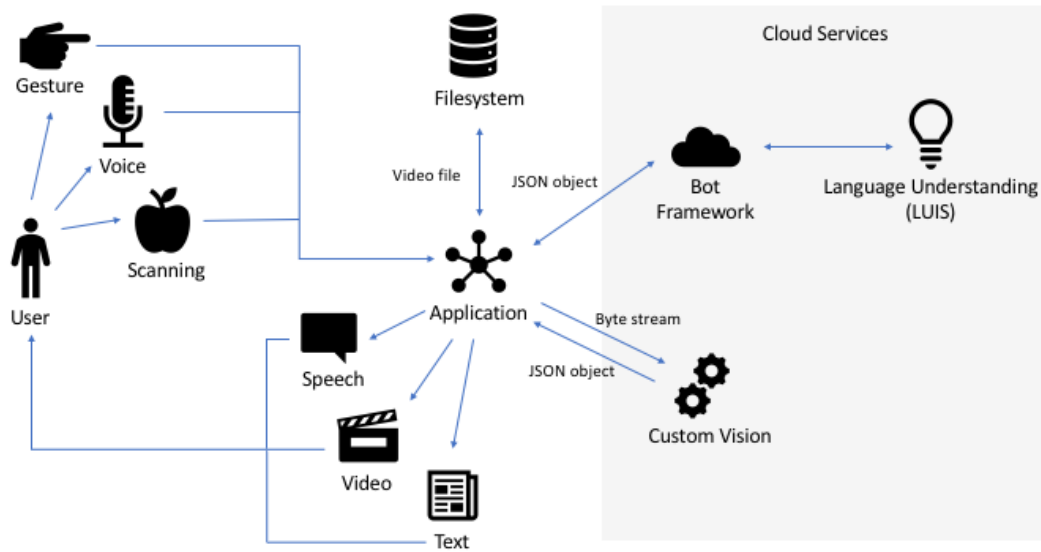 Cloud Services
Gesture
Filesystem
Voice
Video file
JSON object
Bot
Framework
Language Understanding
(LUIS)
Scanning
User
Application
Byte stream
Speech
JSON object
Custom Vision
Video
Text